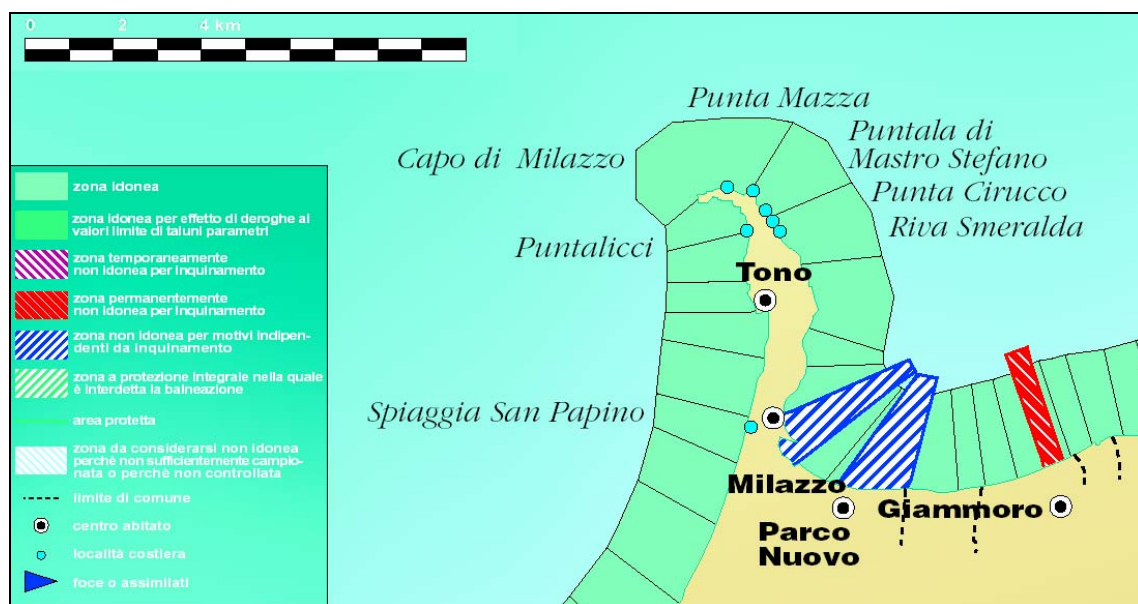 0 2 4 km
Punta Mazza
Capo di Milazzo
Puntala di
Mastro Stefano
Punta Cirucco
Riva Smeralda
Puntalicci
Tono
Spiaggia San Papino
Milazzo
Parco
Nuovo
Giammoro
zona idonea
zona idonea per effetto di deroghe ai
valori limite di taluni parametri
zona temporaneamente
non idonea per inquinamento
zona permanentemente
non idonea per inquinamento
zona non idonea per motivi indipen-
denti da inquinamento
zona a protezione integrale nella quale
è interdetta la balneazione
area protetta
zona da considerarsi non idonea
perchè non sufficientemente campio-
nata o perchè non controllata
limite di comune
centro abitato
località costiera
foce o assimilati